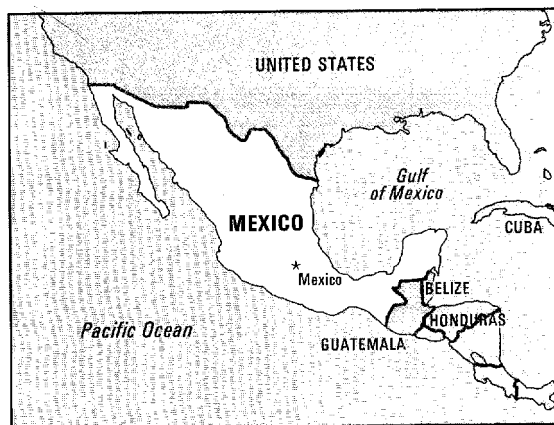 UNITED STATES
Gulf
of Mexico
CUBA
MEXICO
Mexico
BELIZE
HONDURAS
GUATEMALA
Pacific Ocean